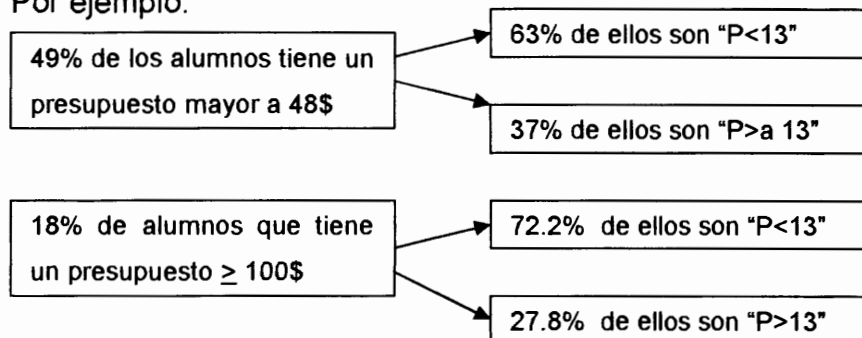 Por ejemplo:
49% de los alumnos tiene un
presupuesto mayor a 48$
63% de ellos son "P<13"
37% de ellos son "P>a 13"
18% de alumnos que tiene
un presupuesto ≥ 100$
72.2% de ellos son "P<13"
27.8% de ellos son "P>13"